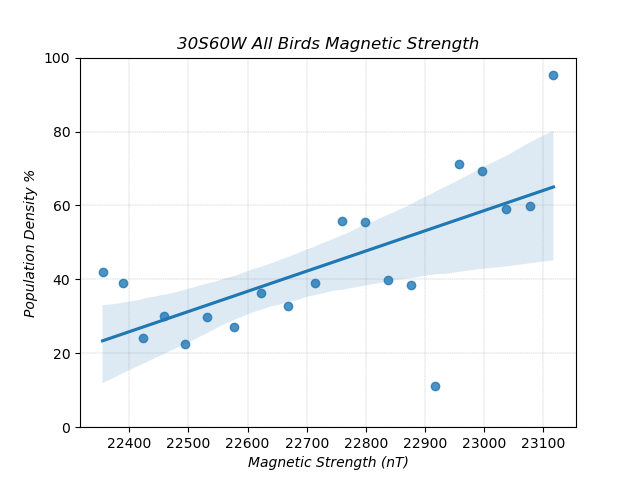 30S60W All Birds Magnetic Strength
100
80
60
40
20
0
Population Density %
22400 22500 22600 22700 22800 22900 23000 23100
Magnetic Strength (nT)